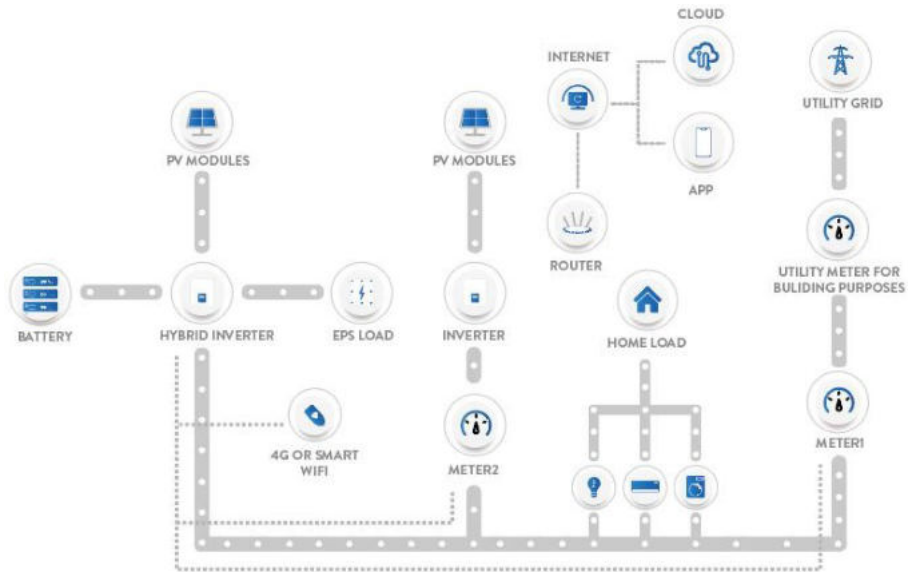 CLOUD
INTERNET
UTILITY GRID
PV MODULES
PV MODULES
APP
ROUTER
UTILITY METER FOR
BULIDING PURPOSES
BATTERY
HYBRID INVERTER
EPS LOAD
INVERTER
HOME LOAD
4G OR SMART
WIFI
METER2
METER1